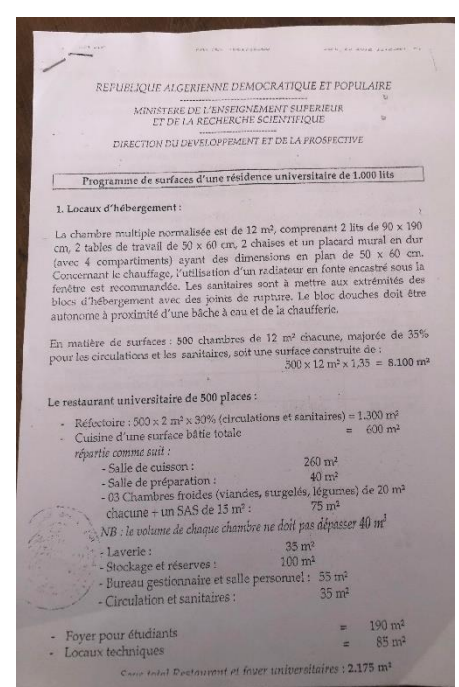 REPUBLIQUE ALGERIENNE DEMOCRATIQUE ET POPULAIRE
MINISTERE DE L'ENSEIGNEMENT SUPERIEUR
ET DE LA RECHERCHE SCIENTIFIQUE
DIRECTION DU DEVELOPPEMENT ET DE LA PROSPECTIVE
Programme de surfaces d'une résidence universitaire de 1.000 lits
1. Locaux d'hébergement :
La chambre multiple normalisée est de 12 m², comprenant 2 lits de 90 x 190
cm, 2 tables de travail de 50 x 60 cm, 2 chaises et un placard mural en dur
(avec 4 compartiments) ayant des dimensions en plan de 50 x 60 cm.
Concernant le chauffage, l'utilisation d'un radiateur en fonte encastré sous la
fenêtre est recommandée. Les sanitaires sont à mettre aux extrémités des
blocs d'hébergement avec des joints de rupture. Le bloc douches doit être
autonome à proximité d'une bâche à eau et de la chaufferie.
En matière de surfaces : 500 chambres de 12 m² chacune, majorée de 35%
pour les circulations et les sanitaires, soit une surface construite de :
500 x 12 m² x 1,35 = 8.100 m²
Le restaurant universitaire de 500 places :
- Réfectoire : 500 x 2 m² x 30% (circulations et sanitaires) = 1.300 m²
- Cuisine d'une surface bâtie totale = 600 m²
répartie comme suit :
- Salle de cuisson : 260 m²
- Salle de préparation : 40 m²
- 03 Chambres froides (viandes, surgelés, légumes) de 20 m²
chacune + un SAS de 15 m² : 75 m²
NB : le volume de chaque chambre ne doit pas dépasser 40 m³
- Laverie : 35 m²
- Stockage et réserves : 100 m²
- Bureau gestionnaire et salle personnel : 55 m²
- Circulation et sanitaires : 35 m²
- Foyer pour étudiants = 190 m²
- Locaux techniques = 85 m²
total Restaurant et foyer universitaires : 2.175 m²